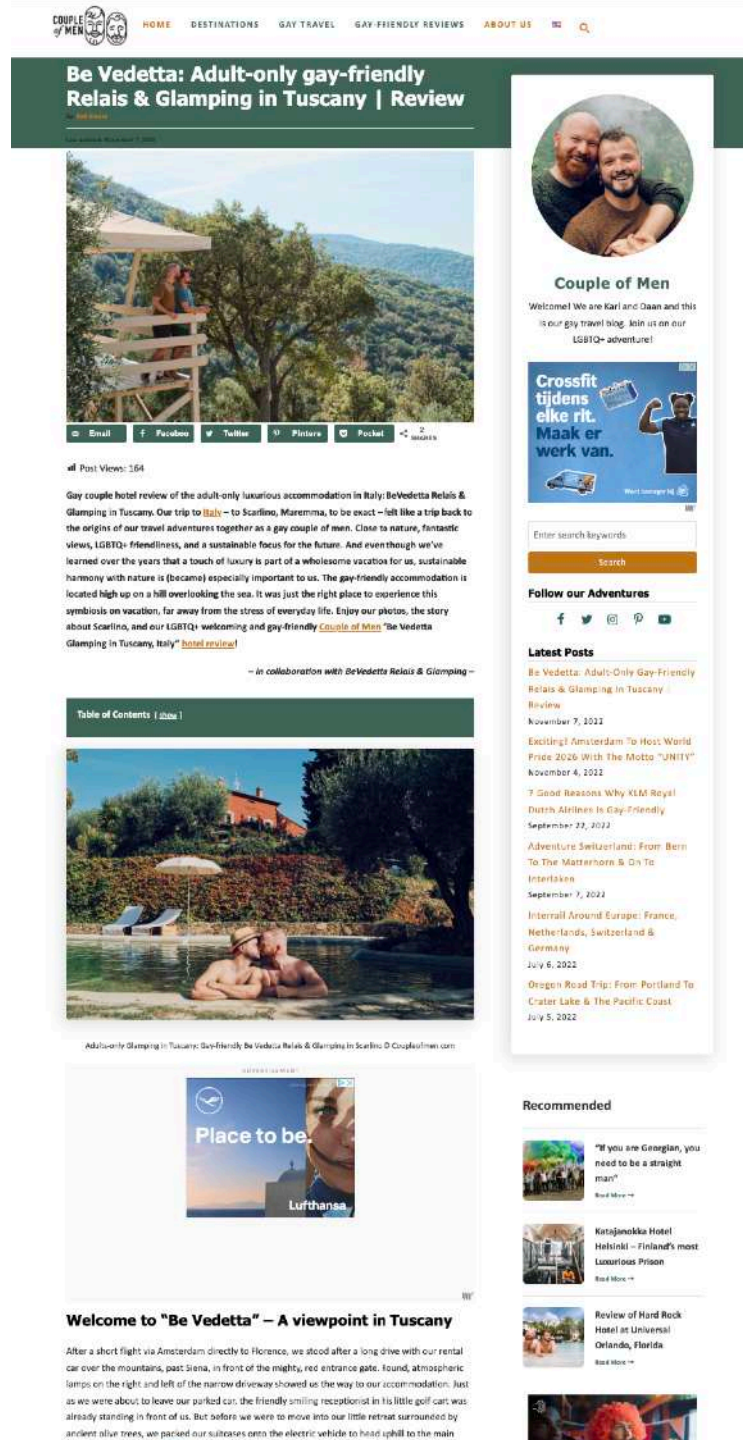 COUPLE
of MEN
HOME DESTINATIONS GAY TRAVEL GAY-FRIENDLY REVIEWS ABOUT US
Be Vedetta: Adult-only gay-friendly
Relais & Glamping in Tuscany | Review
Email Faceboo Twitter Pintere Pocket 2
SHARES
Post Views: 164
Gay couple hotel review of the adult-only luxurious accommodation in Italy: BeVedetta Relais &
Glamping in Tuscany. Our trip to Italy – to Scarlino, Maremma, to be exact – felt like a trip back to
the origins of our travel adventures together as a gay couple of men. Close to nature, fantastic
views, LGBTQ+ friendliness, and a sustainable focus for the future. And even though we've
learned over the years that a touch of luxury is part of a wholesome vacation for us, sustainable
harmony with nature is (became) especially important to us. The gay-friendly accommodation is
located high up on a hill overlooking the sea. It was just the right place to experience this
symbiosis on vacation, far away from the stress of everyday life. Enjoy our photos, the story
about Scarlino, and our LGBTQ+ welcoming and gay-friendly Couple of Men "Be Vedetta
Glamping in Tuscany, Italy" hotel review!
– in collaboration with BeVedetta Relais & Glamping –
Table of Contents [ show ]
Adults-only Glamping in Tuscany: Gay-friendly Be Vedetta Relais & Glamping in Scarlino © Coupleofmen.com
ADVERTISEMENT
Place to be.
Lufthansa
Welcome to "Be Vedetta" – A viewpoint in Tuscany
After a short flight via Amsterdam directly to Florence, we stood after a long drive with our rental
car over the mountains, past Siena, in front of the mighty, red entrance gate. Round, atmospheric
lamps on the right and left of the narrow driveway showed us the way to our accommodation. Just
as we were about to leave our parked car, the friendly smiling receptionist in his little golf cart was
already standing in front of us. But before we were to move into our little retreat surrounded by
ancient olive trees, we packed our suitcases onto the electric vehicle to head uphill to the main
Couple of Men
Welcome! We are Karl and Daan and this
is our gay travel blog. Join us on our
LGBTQ+ adventure!
Crossfit
tijdens
elke rit.
Maak er
werk van.
Enter search keywords
Search
Follow our Adventures
Latest Posts
Be Vedetta: Adult-Only Gay-Friendly
Relais & Glamping In Tuscany |
Review
November 7, 2022
Exciting! Amsterdam To Host World
Pride 2026 With The Motto "UNITY"
November 4, 2022
7 Good Reasons Why KLM Royal
Dutch Airlines Is Gay-Friendly
September 22, 2022
Adventure Switzerland: From Bern
To The Matterhorn & On To
Interlaken
September 7, 2022
Interrail Around Europe: France,
Netherlands, Switzerland &
Germany
July 6, 2022
Oregon Road Trip: From Portland To
Crater Lake & The Pacific Coast
July 5, 2022
Recommended
"If you are Georgian, you
need to be a straight
man"
Read More →
Katajanokka Hotel
Helsinki – Finland's most
Luxurious Prison
Read More →
Review of Hard Rock
Hotel at Universal
Orlando, Florida
Read More →